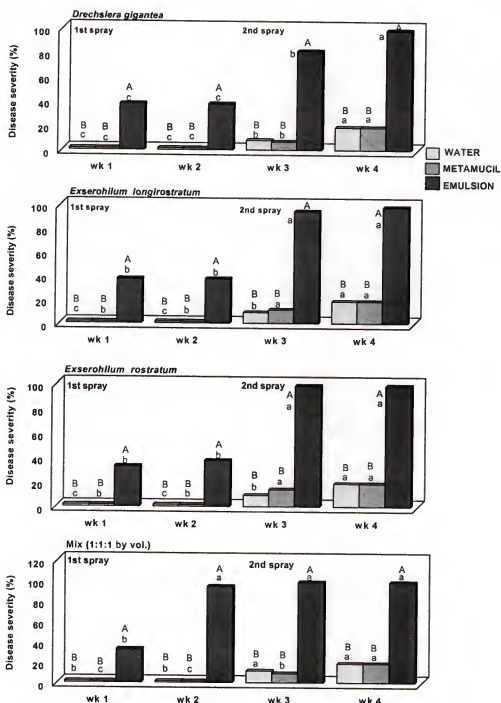 Drechslera gigantea
1st spray 2nd spray
Disease severity (%)
100
80
60
40
20
0
B B A
c c c
B B A
c c c
B B A
b b b
B B A
a a a
wk 1 wk 2 wk 3 wk 4
WATER
METAMUCIL
EMULSION
Exserohilum longirostratum
1st spray 2nd spray
Disease severity (%)
100
80
60
40
20
0
B B A
c b b
B B A
c b b
B B A
b a a
B B A
a a a
wk 1 wk 2 wk 3 wk 4
Exserohilum rostratum
1st spray 2nd spray
Disease severity (%)
100
80
60
40
20
0
B B A
c b b
B B A
c b b
B B A
b a a
B B A
a a a
wk 1 wk 2 wk 3 wk 4
Mix (1:1:1 by vol.)
1st spray 2nd spray
Disease severity (%)
120
100
80
60
40
20
0
B B A
b c b
B B A
b c a
B B A
a b a
B B A
a a a
wk 1 wk 2 wk 3 wk 4